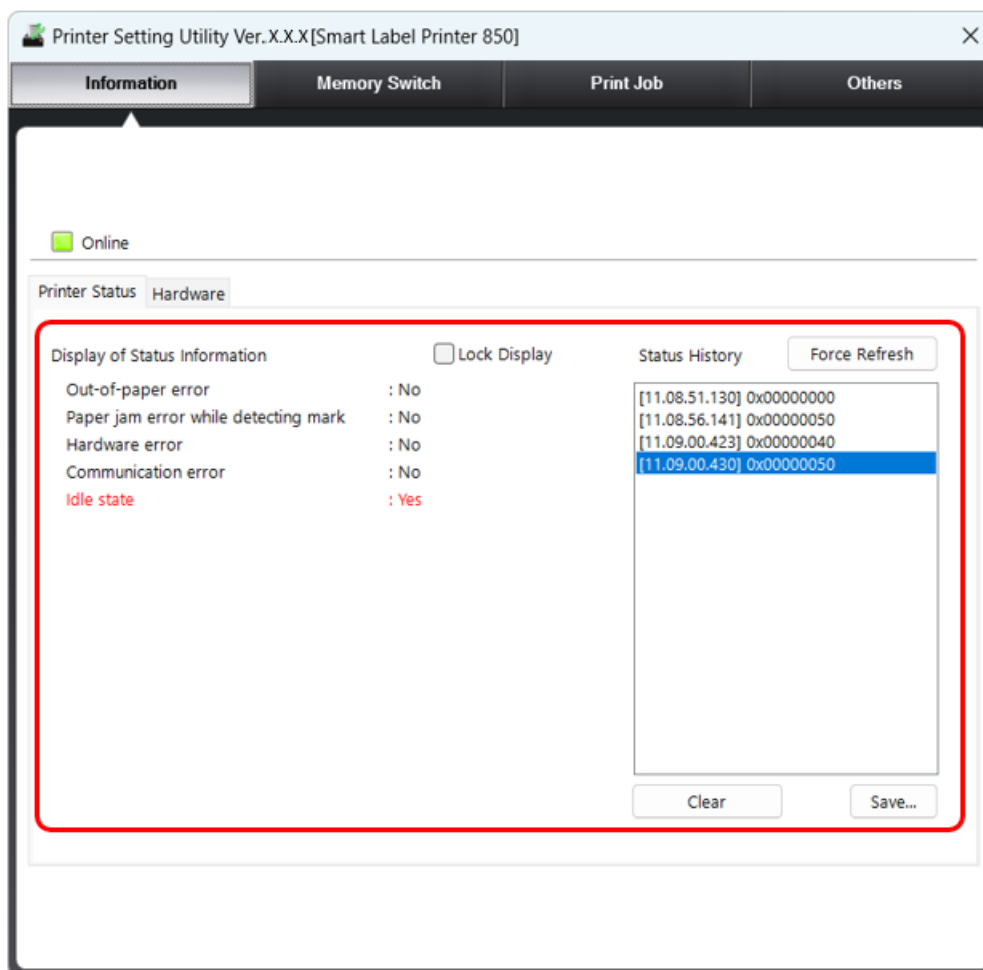 Printer Setting Utility Ver.X.X.X[Smart Label Printer 850]
Information
Memory Switch
Print Job
Others
Online
Printer Status
Hardware
Display of Status Information
Lock Display
Status History
Force Refresh
Out-of-paper error : No
Paper jam error while detecting mark : No
Hardware error : No
Communication error : No
Idle state : Yes
[11.08.51.130] 0x00000000
[11.08.56.141] 0x00000050
[11.09.00.423] 0x00000040
[11.09.00.430] 0x00000050
Clear
Save...